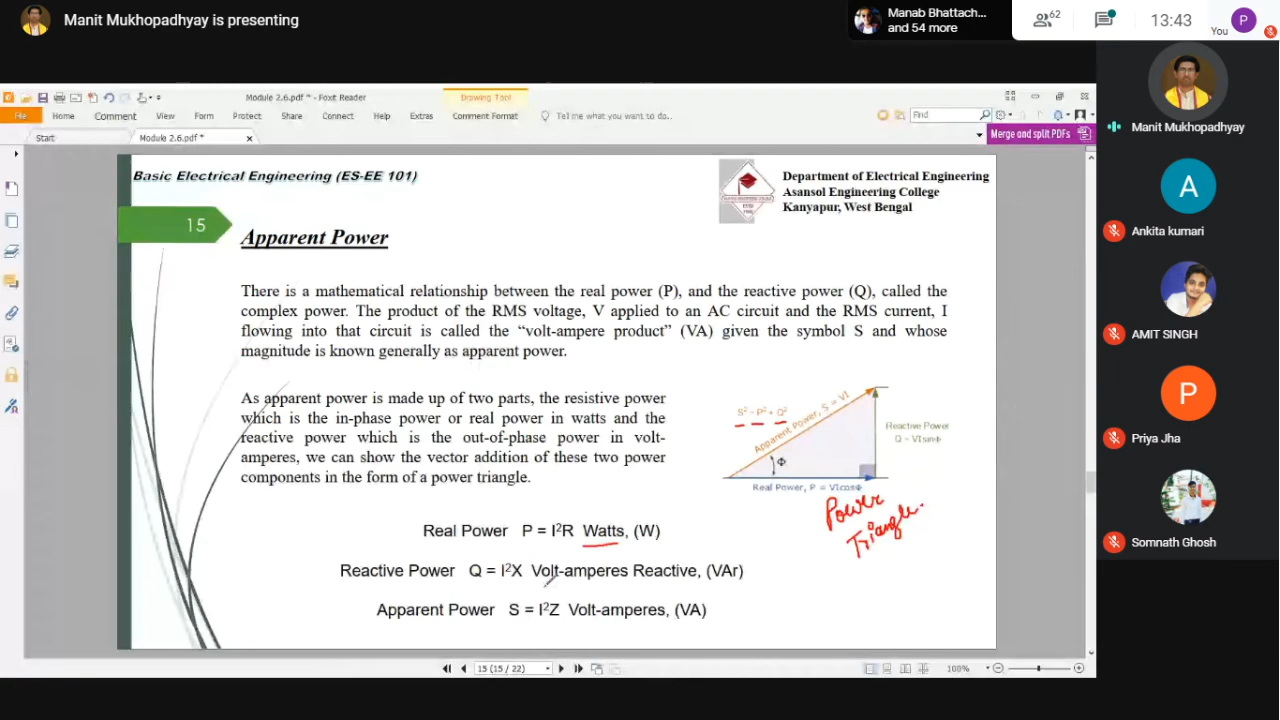 Manit Mukhopadhyay is presenting
Manab Bhattach...
and 54 more
62
13:43
You
P
Module 2.6.pdf * - Foxit Reader
Drawing Tool
File
Home
Comment
View
Form
Protect
Share
Connect
Help
Extras
Comment Format
Tell me what you want to do..
Find
Start
Module 2.6.pdf *
Merge and split PDFs
Basic Electrical Engineering (ES-EE 101)
Department of Electrical Engineering
Asansol Engineering College
Kanyapur, West Bengal
15
Apparent Power
There is a mathematical relationship between the real power (P), and the reactive power (Q), called the
complex power. The product of the RMS voltage, V applied to an AC circuit and the RMS current, I
flowing into that circuit is called the “volt-ampere product” (VA) given the symbol S and whose
magnitude is known generally as apparent power.
As apparent power is made up of two parts, the resistive power
which is the in-phase power or real power in watts and the
reactive power which is the out-of-phase power in volt-
amperes, we can show the vector addition of these two power
components in the form of a power triangle.
S² = P² + Q²
Apparent Power, S = VI
Reactive Power
Q = VIsinΦ
Φ
Real Power, P = VIcosΦ
Power
Triangle.
Real Power P = I²R Watts, (W)
Reactive Power Q = I²X Volt-amperes Reactive, (VAr)
Apparent Power S = I²Z Volt-amperes, (VA)
15 (15 / 22)
100%
Manit Mukhopadhyay
A
Ankita kumari
AMIT SINGH
P
Priya Jha
Somnath Ghosh